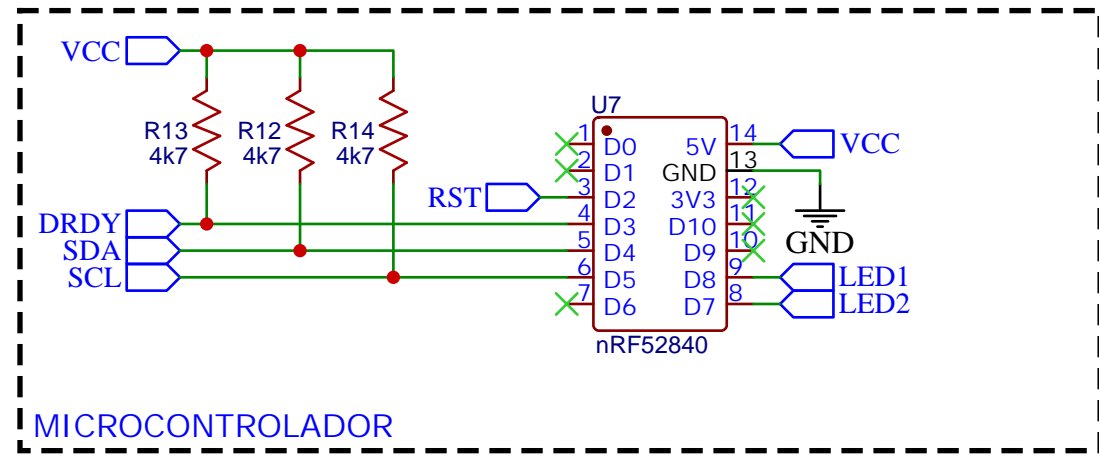 VCC
R13
4k7
R12
4k7
R14
4k7
DRDY
SDA
SCL
RST
U7
1 D0
2 D1
3 D2
4 D3
5 D4
6 D5
7 D6
5V 14
GND 13
3V3 12
D10 11
D9 10
D8 9
D7 8
nRF52840
VCC
GND
LED1
LED2
MICROCONTROLADOR